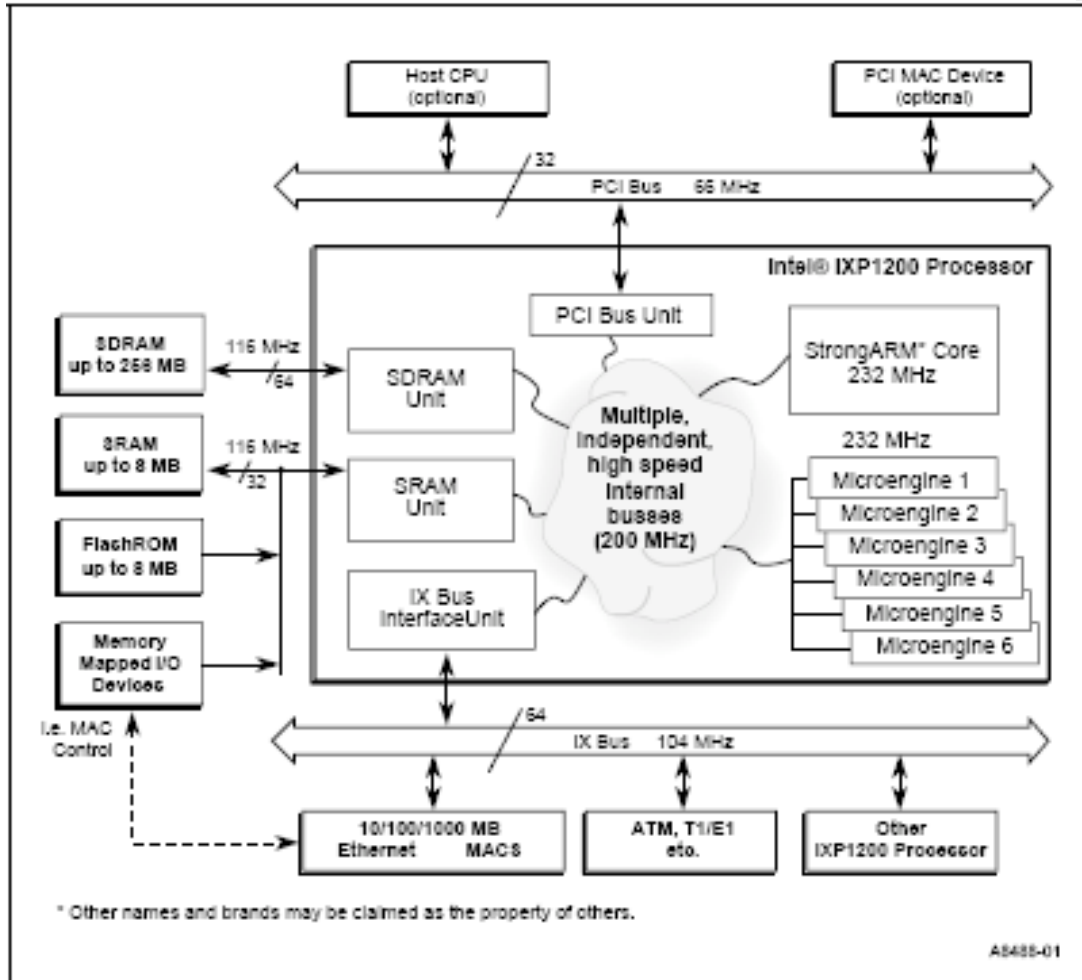 Host CPU
(optional)
PCI MAC Device
(optional)
32
PCI Bus 66 MHz
Intel® IXP1200 Processor
PCI Bus Unit
SDRAM
up to 256 MB
116 MHz
64
SDRAM
Unit
StrongARM* Core
232 MHz
Multiple,
Independent,
high speed
Internal
busses
(200 MHz)
SRAM
up to 8 MB
116 MHz
32
SRAM
Unit
232 MHz
Microengine 1
Microengine 2
Microengine 3
Microengine 4
Microengine 5
Microengine 6
FlashROM
up to 8 MB
IX Bus
InterfaceUnit
Memory
Mapped I/O
Devices
i.e. MAC
Control
64
IX Bus 104 MHz
10/100/1000 MB
Ethernet MACS
ATM, T1/E1
etc.
Other
IXP1200 Processor
* Other names and brands may be claimed as the property of others.
A8488-01